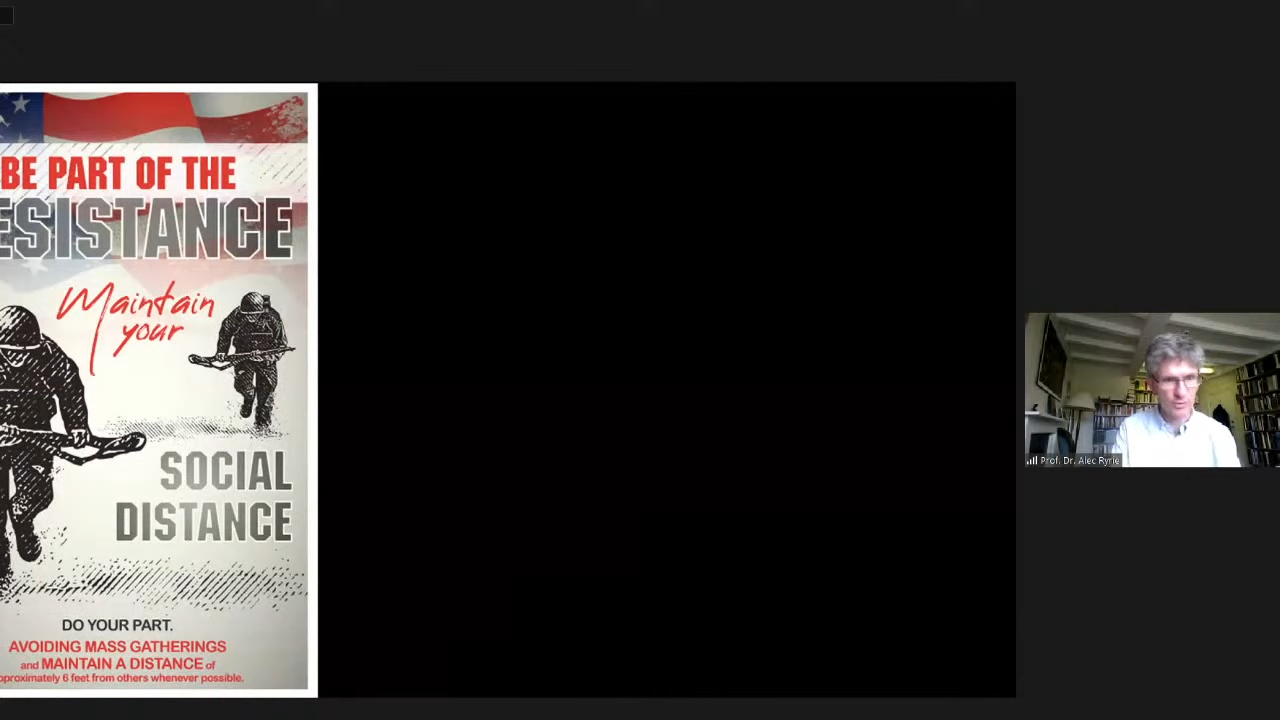 BE PART OF THE
ESISTANCE
Maintain
your
SOCIAL
DISTANCE
DO YOUR PART.
AVOIDING MASS GATHERINGS
and MAINTAIN A DISTANCE of
pproximately 6 feet from others whenever possible.
Prof. Dr. Alec Ryrie